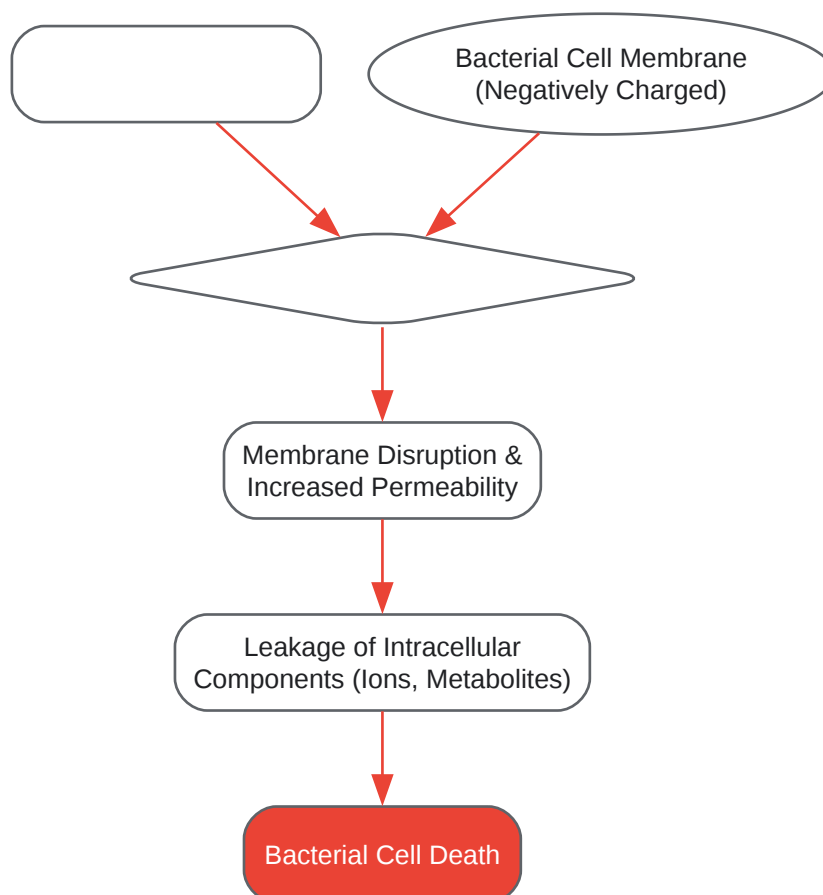 Bacterial Cell Membrane
(Negatively Charged)
Membrane Disruption &
Increased Permeability
Leakage of Intracellular
Components (Ions, Metabolites)
Bacterial Cell Death